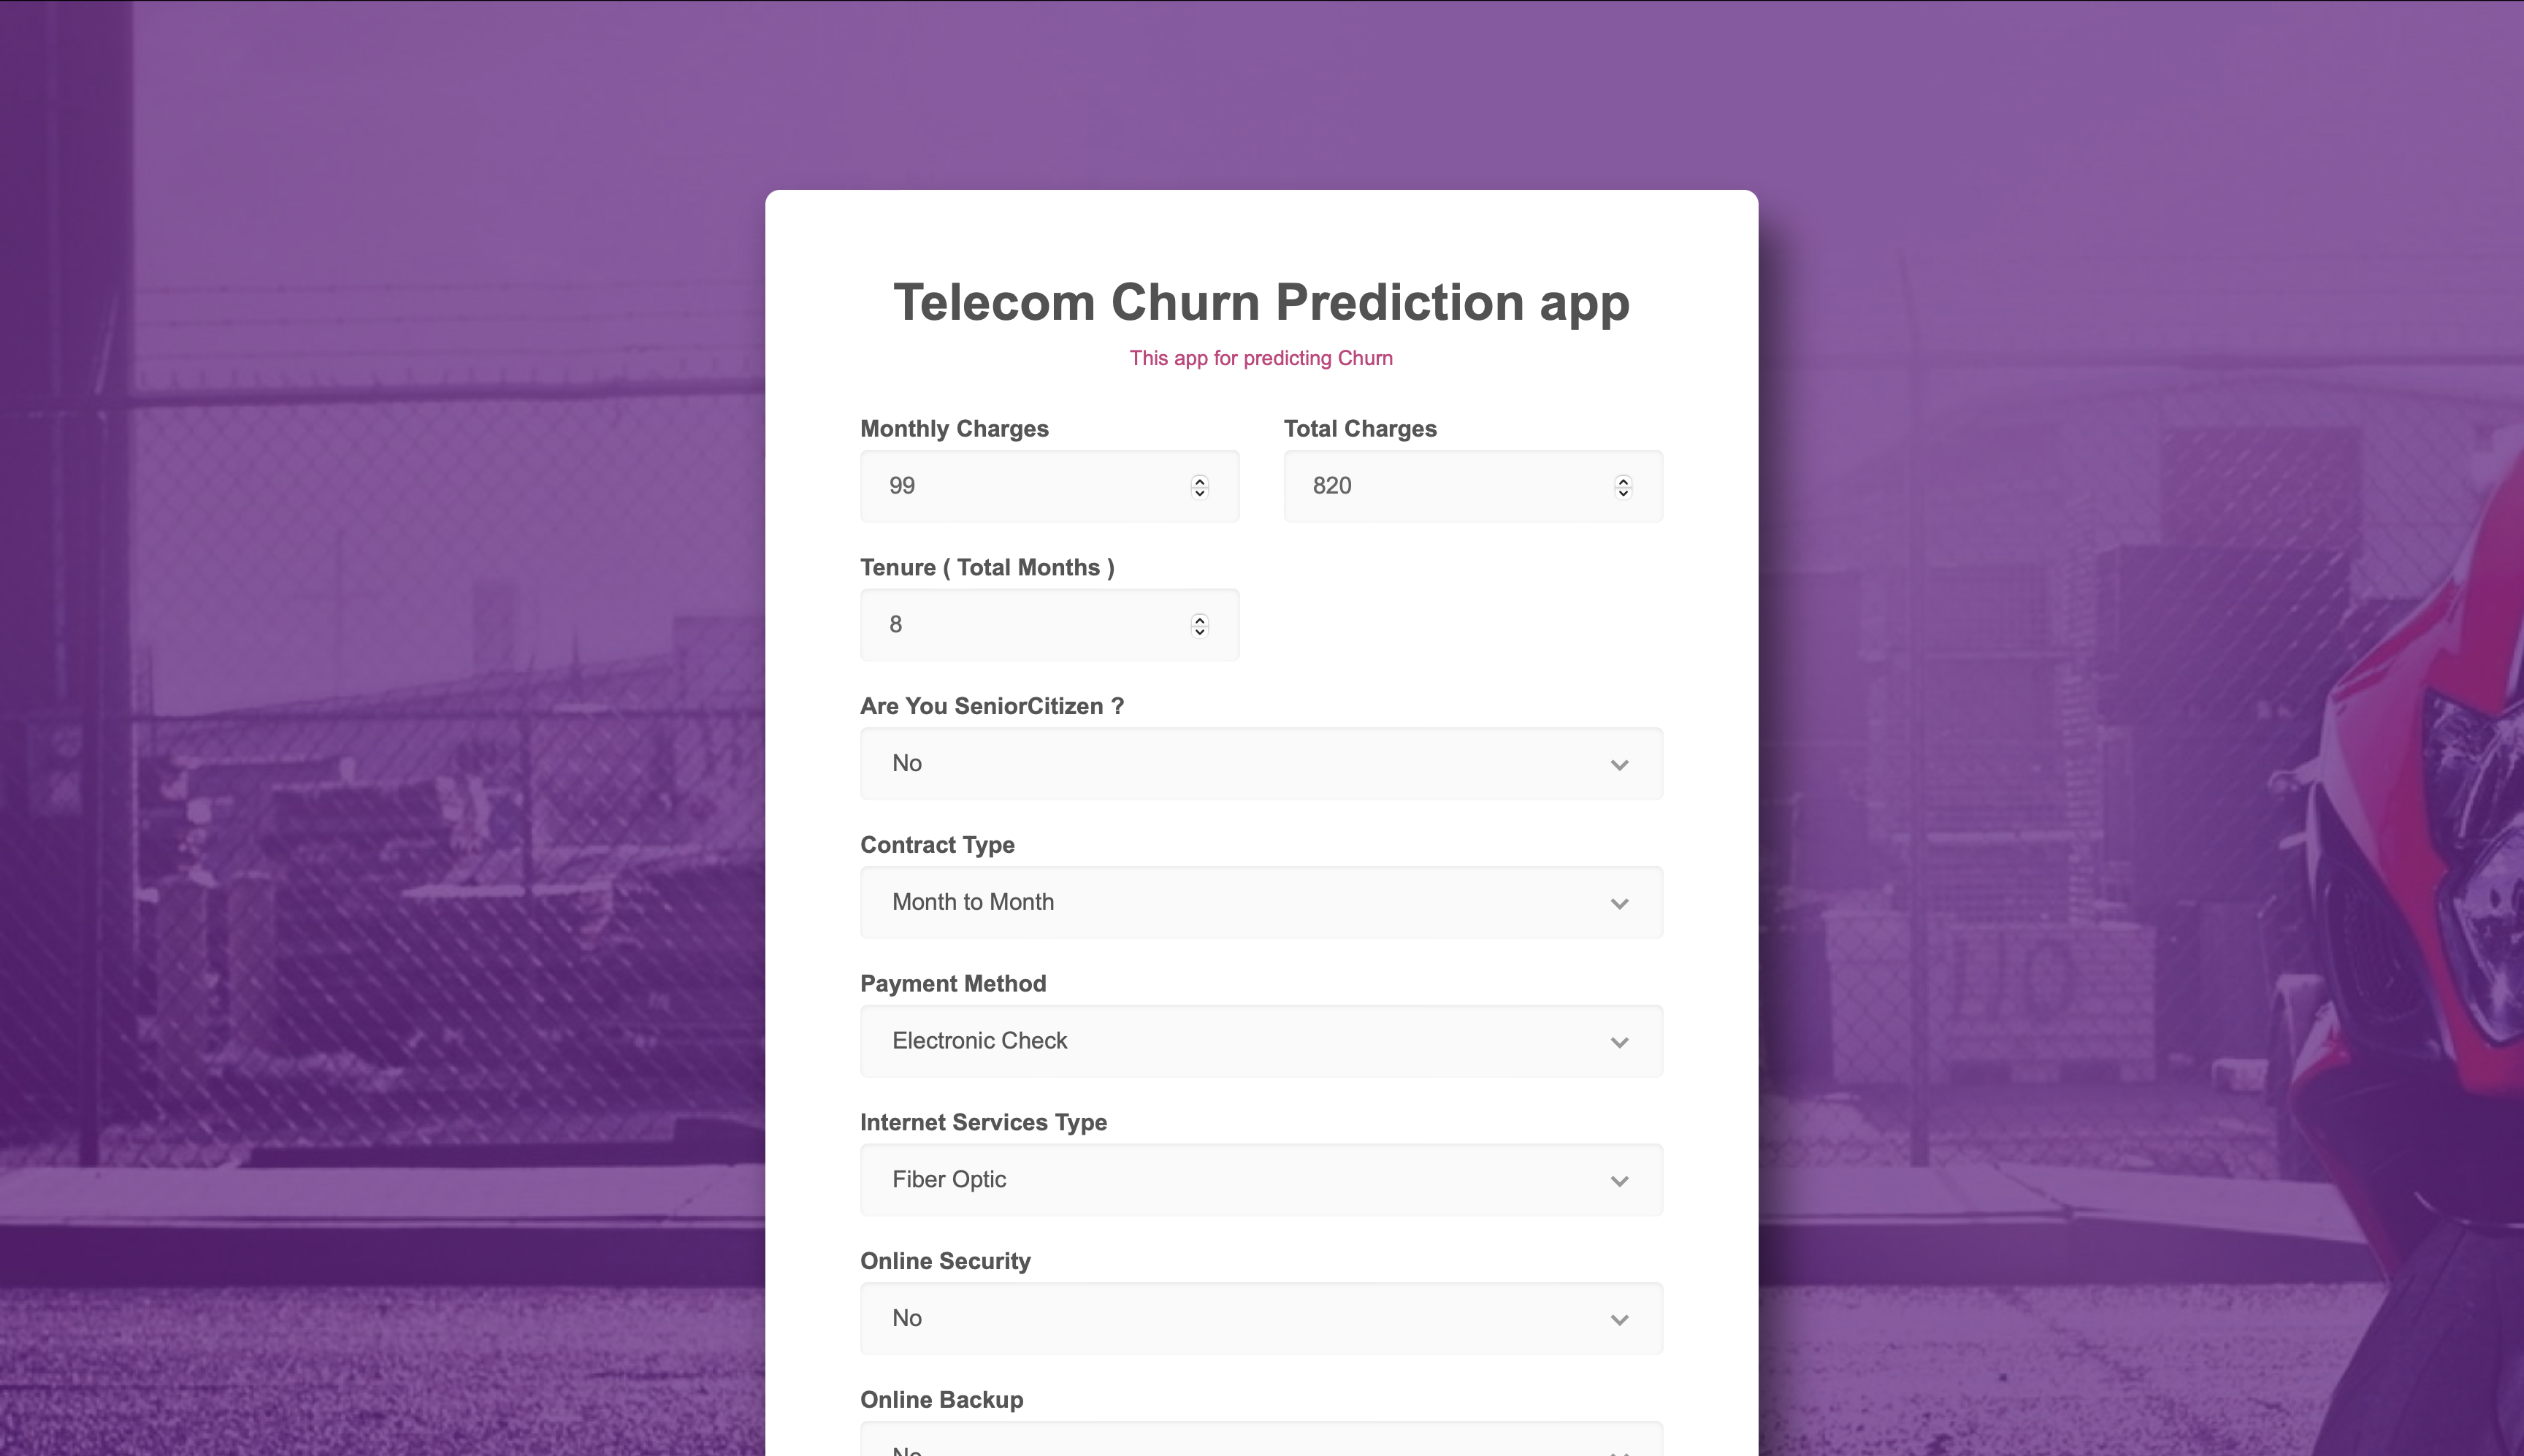 Telecom Churn Prediction app
This app for predicting Churn
Monthly Charges
Total Charges
99
820
Tenure ( Total Months )
8
Are You SeniorCitizen ?
No
Contract Type
Month to Month
Payment Method
Electronic Check
Internet Services Type
Fiber Optic
Online Security
No
Online Backup
No